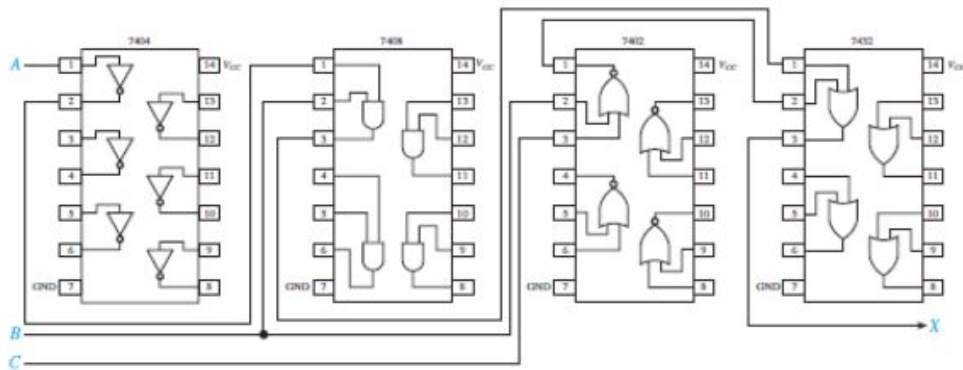 7404 7408 7402 7432
A 1 14 V_CC 1 14 V_CC 1 14 V_CC 1 14 V_CC
2 13 2 13 2 13 2 13
3 12 3 12 3 12 3 12
4 11 4 11 4 11 4 11
5 10 5 10 5 10 5 10
6 9 6 9 6 9 6 9
GND 7 8 GND 7 8 GND 7 8 GND 7 8
B X
C